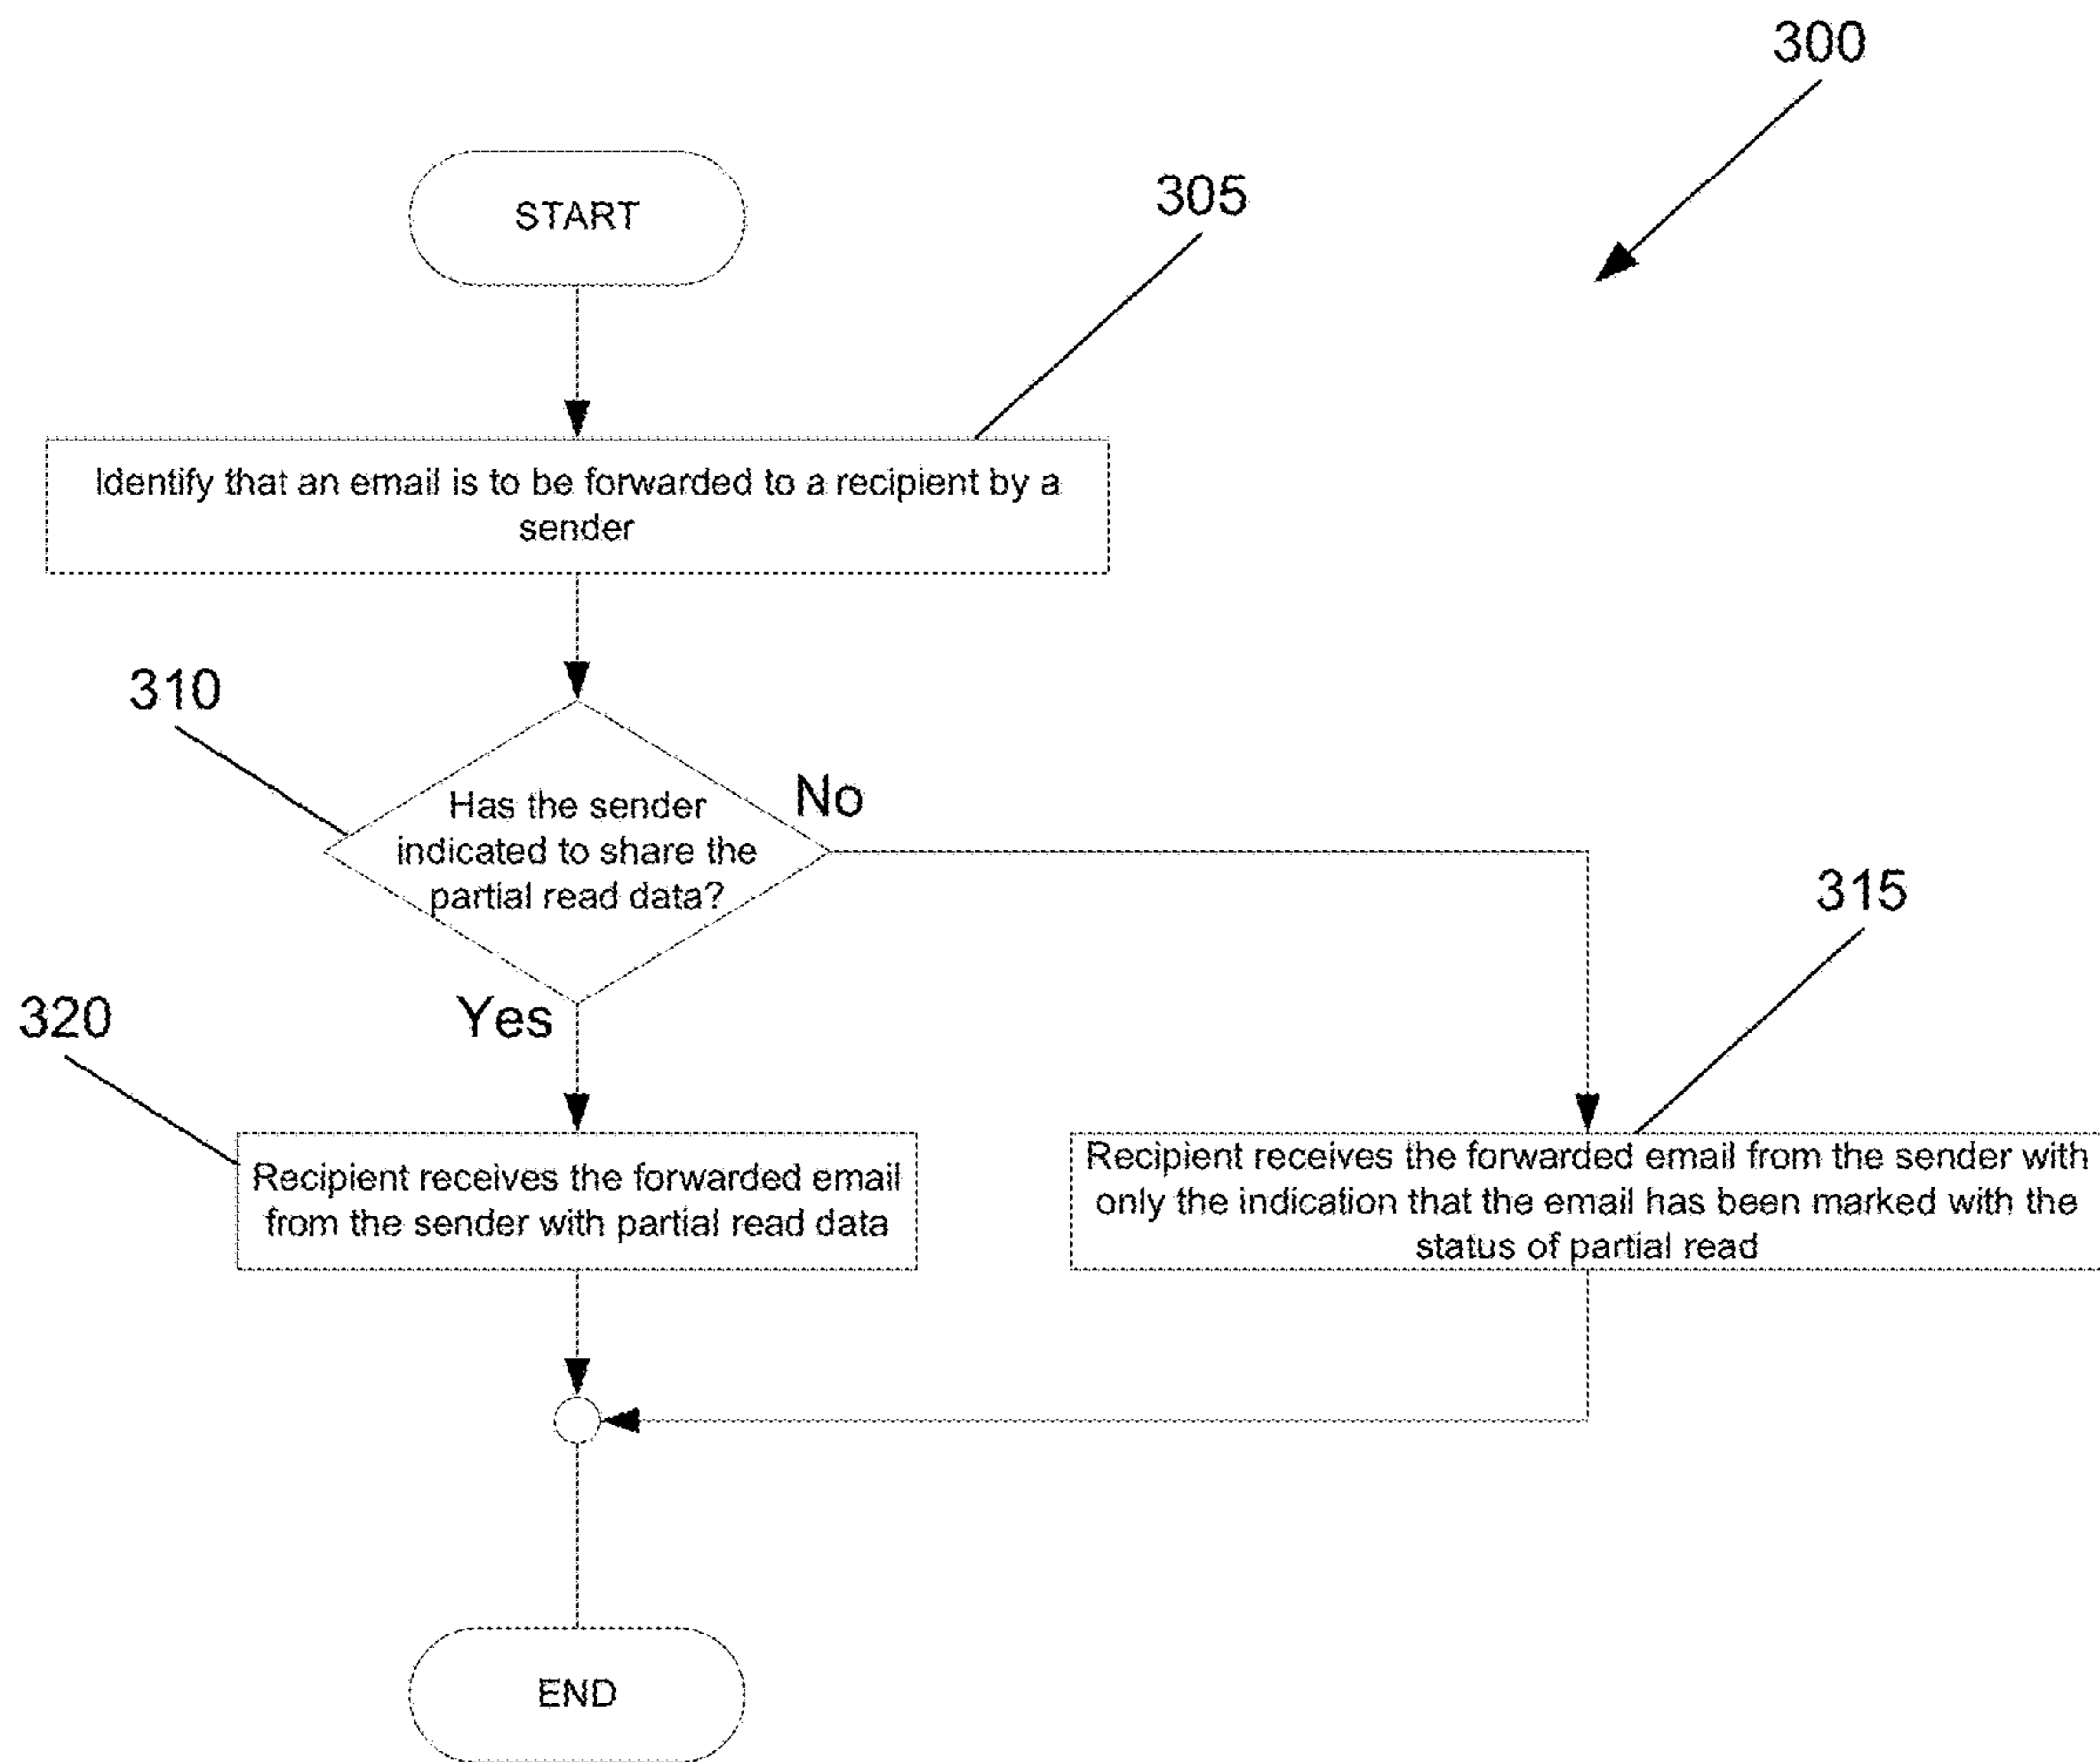 300
START
305
Identify that an email is to be forwarded to a recipient by a
sender
310
Has the sender
indicated to share the
partial read data?
No
Yes
315
320
Recipient receives the forwarded email
from the sender with partial read data
Recipient receives the forwarded email from the sender with
only the indication that the email has been marked with the
status of partial read
END